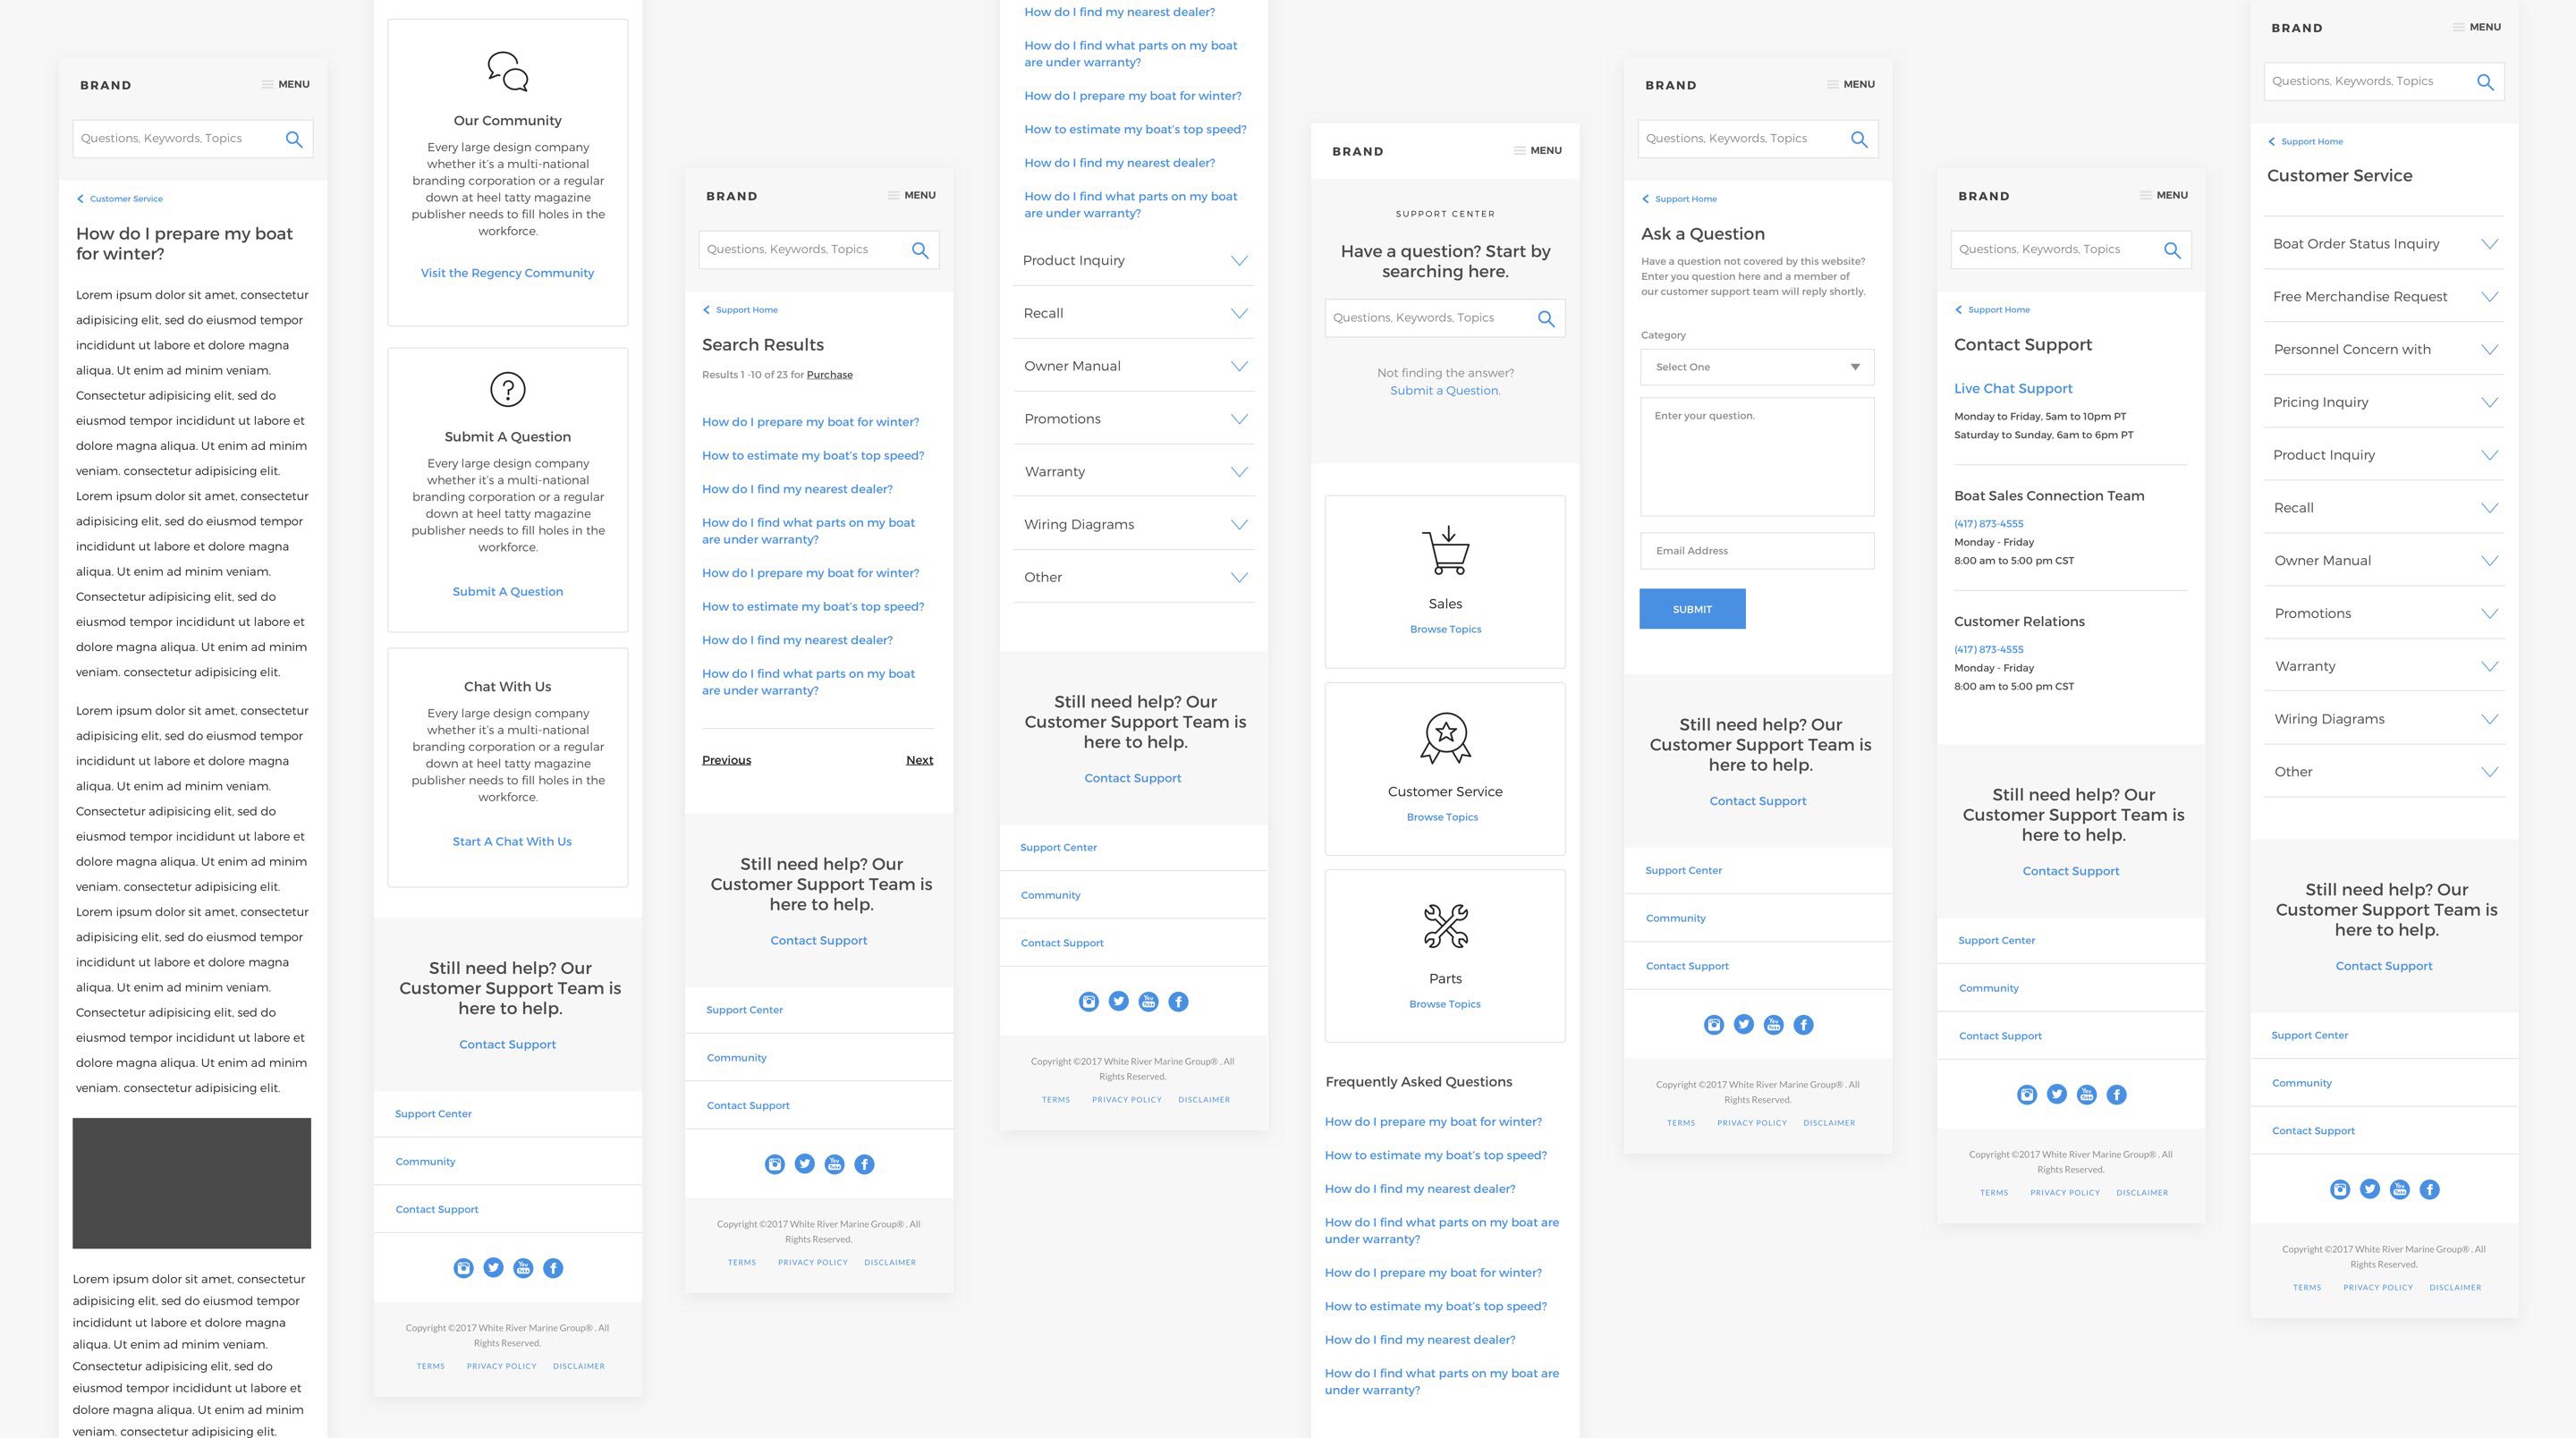 BRAND
MENU
Questions, Keywords, Topics
Customer Service
How do I prepare my boat
for winter?
Lorem ipsum dolor sit amet, consectetur
adipisicing elit, sed do eiusmod tempor
incididunt ut labore et dolore magna
aliqua. Ut enim ad minim veniam.
Consectetur adipisicing elit, sed do
eiusmod tempor incididunt ut labore et
dolore magna aliqua. Ut enim ad minim
veniam. consectetur adipisicing elit.
Lorem ipsum dolor sit amet, consectetur
adipisicing elit, sed do eiusmod tempor
incididunt ut labore et dolore magna
aliqua. Ut enim ad minim veniam.
Consectetur adipisicing elit, sed do
eiusmod tempor incididunt ut labore et
dolore magna aliqua. Ut enim ad minim
veniam. consectetur adipisicing elit.
Lorem ipsum dolor sit amet, consectetur
adipisicing elit, sed do eiusmod tempor
incididunt ut labore et dolore magna
aliqua. Ut enim ad minim veniam.
Consectetur adipisicing elit, sed do
eiusmod tempor incididunt ut labore et
dolore magna aliqua. Ut enim ad minim
veniam. consectetur adipisicing elit.
Lorem ipsum dolor sit amet, consectetur
adipisicing elit, sed do eiusmod tempor
incididunt ut labore et dolore magna
aliqua. Ut enim ad minim veniam.
Consectetur adipisicing elit, sed do
eiusmod tempor incididunt ut labore et
dolore magna aliqua. Ut enim ad minim
veniam. consectetur adipisicing elit.
Lorem ipsum dolor sit amet, consectetur
adipisicing elit, sed do eiusmod tempor
incididunt ut labore et dolore magna
aliqua. Ut enim ad minim veniam.
Consectetur adipisicing elit, sed do
eiusmod tempor incididunt ut labore et
dolore magna aliqua. Ut enim ad minim
veniam. consectetur adipisicing elit.
Our Community
Every large design company
whether it's a multi-national
branding corporation or a regular
down at heel tatty magazine
publisher needs to fill holes in the
workforce.
Visit the Regency Community
Submit A Question
Every large design company
whether it's a multi-national
branding corporation or a regular
down at heel tatty magazine
publisher needs to fill holes in the
workforce.
Submit A Question
Chat With Us
Every large design company
whether it's a multi-national
branding corporation or a regular
down at heel tatty magazine
publisher needs to fill holes in the
workforce.
Start A Chat With Us
Still need help? Our
Customer Support Team is
here to help.
Contact Support
Support Center
Community
Contact Support
You
Tube
Copyright ©2017 White River Marine Group® . All
Rights Reserved.
TERMS PRIVACY POLICY DISCLAIMER
BRAND
MENU
Questions, Keywords, Topics
Support Home
Search Results
Results 1 -10 of 23 for Purchase
How do I prepare my boat for winter?
How to estimate my boat's top speed?
How do I find my nearest dealer?
How do I find what parts on my boat
are under warranty?
How do I prepare my boat for winter?
How to estimate my boat's top speed?
How do I find my nearest dealer?
How do I find what parts on my boat
are under warranty?
Previous
Next
Still need help? Our
Customer Support Team is
here to help.
Contact Support
Support Center
Community
Contact Support
You
Tube
Copyright ©2017 White River Marine Group® . All
Rights Reserved.
TERMS PRIVACY POLICY DISCLAIMER
How do I find my nearest dealer?
How do I find what parts on my boat
are under warranty?
How do I prepare my boat for winter?
How to estimate my boat's top speed?
How do I find my nearest dealer?
How do I find what parts on my boat
are under warranty?
Product Inquiry
Recall
Owner Manual
Promotions
Warranty
Wiring Diagrams
Other
Still need help? Our
Customer Support Team is
here to help.
Contact Support
Support Center
Community
Contact Support
You
Tube
Copyright ©2017 White River Marine Group® . All
Rights Reserved.
TERMS PRIVACY POLICY DISCLAIMER
BRAND
MENU
SUPPORT CENTER
Have a question? Start by
searching here.
Questions, Keywords, Topics
Not finding the answer?
Submit a Question.
Sales
Browse Topics
Customer Service
Browse Topics
Parts
Browse Topics
Frequently Asked Questions
How do I prepare my boat for winter?
How to estimate my boat's top speed?
How do I find my nearest dealer?
How do I find what parts on my boat are
under warranty?
How do I prepare my boat for winter?
How to estimate my boat's top speed?
How do I find my nearest dealer?
How do I find what parts on my boat are
under warranty?
BRAND
MENU
Questions, Keywords, Topics
Support Home
Ask a Question
Have a question not covered by this website?
Enter you question here and a member of
our customer support team will reply shortly.
Category
Select One
Enter your question.
Email Address
SUBMIT
Still need help? Our
Customer Support Team is
here to help.
Contact Support
Support Center
Community
Contact Support
You
Tube
Copyright ©2017 White River Marine Group® . All
Rights Reserved.
TERMS PRIVACY POLICY DISCLAIMER
BRAND
MENU
Questions, Keywords, Topics
Support Home
Contact Support
Live Chat Support
Monday to Friday, 5am to 10pm PT
Saturday to Sunday, 6am to 6pm PT
Boat Sales Connection Team
(417) 873-4555
Monday - Friday
8:00 am to 5:00 pm CST
Customer Relations
(417) 873-4555
Monday - Friday
8:00 am to 5:00 pm CST
Still need help? Our
Customer Support Team is
here to help.
Contact Support
Support Center
Community
Contact Support
You
Tube
Copyright ©2017 White River Marine Group® . All
Rights Reserved.
TERMS PRIVACY POLICY DISCLAIMER
BRAND
MENU
Questions, Keywords, Topics
Support Home
Customer Service
Boat Order Status Inquiry
Free Merchandise Request
Personnel Concern with
Pricing Inquiry
Product Inquiry
Recall
Owner Manual
Promotions
Warranty
Wiring Diagrams
Other
Still need help? Our
Customer Support Team is
here to help.
Contact Support
Support Center
Community
Contact Support
You
Tube
Copyright ©2017 White River Marine Group® . All
Rights Reserved.
TERMS PRIVACY POLICY DISCLAIMER